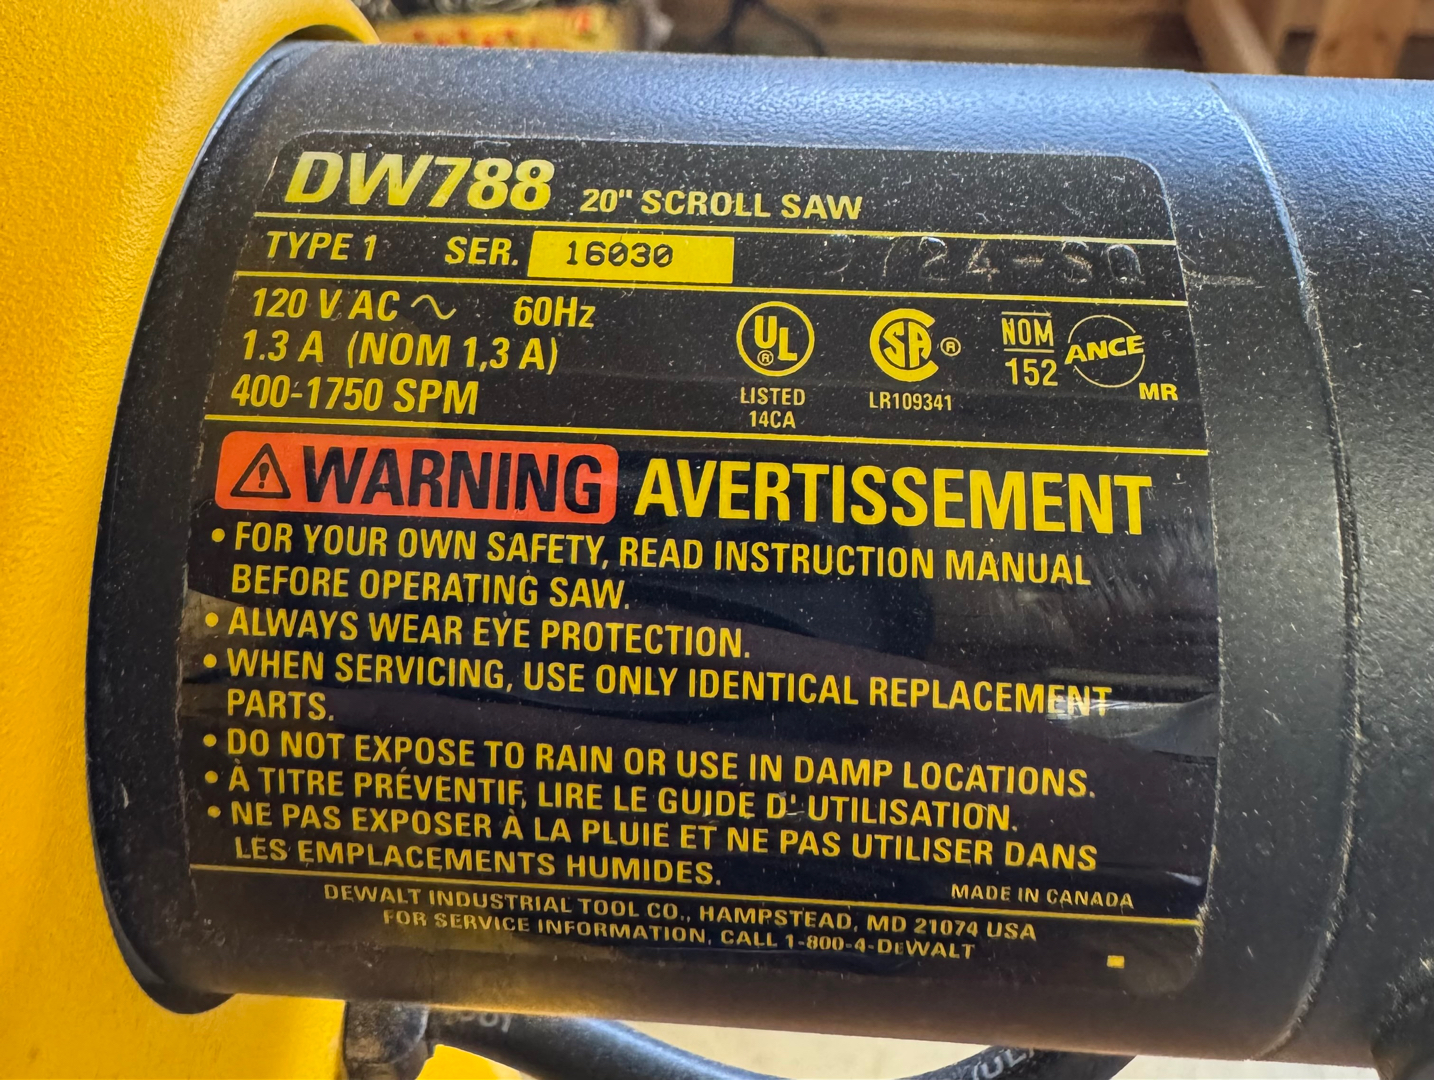 DW788 20" SCROLL SAW
TYPE 1 SER. 16030
120 V AC ~ 60Hz
1.3 A (NOM 1,3 A)
400-1750 SPM
UL ®
LISTED
14CA
SA ®
LR109341
NOM
152
ANCE
MR
WARNING AVERTISSEMENT
• FOR YOUR OWN SAFETY, READ INSTRUCTION MANUAL
BEFORE OPERATING SAW.
• ALWAYS WEAR EYE PROTECTION.
• WHEN SERVICING, USE ONLY IDENTICAL REPLACEMENT
PARTS.
• DO NOT EXPOSE TO RAIN OR USE IN DAMP LOCATIONS.
• À TITRE PRÉVENTIF, LIRE LE GUIDE D' UTILISATION.
• NE PAS EXPOSER À LA PLUIE ET NE PAS UTILISER DANS
LES EMPLACEMENTS HUMIDES.
MADE IN CANADA
DEWALT INDUSTRIAL TOOL CO., HAMPSTEAD, MD 21074 USA
FOR SERVICE INFORMATION, CALL 1-800-4-DEWALT